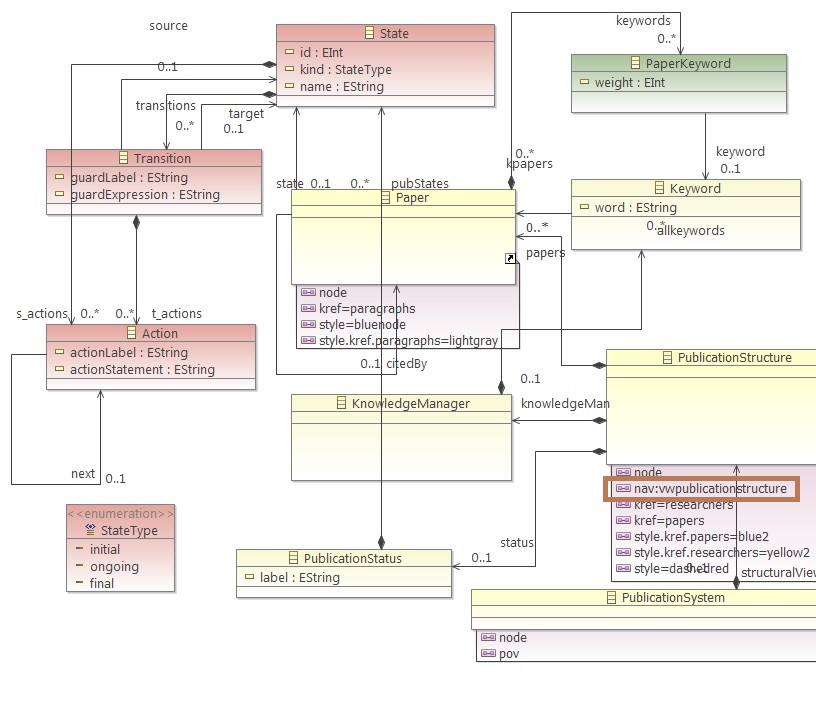 source
State
id : EInt
kind : StateType
name : EString
0..1
transitions
0..*
target
0..1
keywords
0..*
PaperKeyword
weight : EInt
keyword
0..1
Transition
guardLabel : EString
guardExpression : EString
state 0..1
0..* pubStates
0..*
kpapers
Paper
node
kref=paragraphs
style=bluenode
style.kref.paragraphs=lightgray
Keyword
word : EString
0..*
allkeywords
0..*
papers
s_actions 0..*
0..* t_actions
Action
actionLabel : EString
actionStatement : EString
next 0..1
0..1 citedBy
0..1
knowledgeMan
KnowledgeManager
PublicationStructure
node
nav:vwpublicationstructure
kref=researchers
kref=papers
style.kref.papers=blue2
style.kref.researchers=yellow2
style=dashedred
0..1
structuralView
<<enumeration>>
StateType
initial
ongoing
final
status
0..1
PublicationStatus
label : EString
PublicationSystem
node
pov